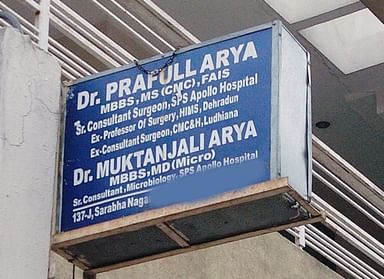 Dr. PRAFULL ARYA
MBBS, MS (CMC), FAIS
Sr. Consultant Surgeon, SPS Apollo Hospital
Ex- Professor Of Surgery, HIMS, Dehradun
Ex-Consultant Surgeon, CMC&H, Ludhiana
Dr. MUKTANJALI ARYA
MBBS, MD (Micro)
Sr. Consultant, Microbiology, SPS Apollo Hospital
137-J, Sarabha Naga